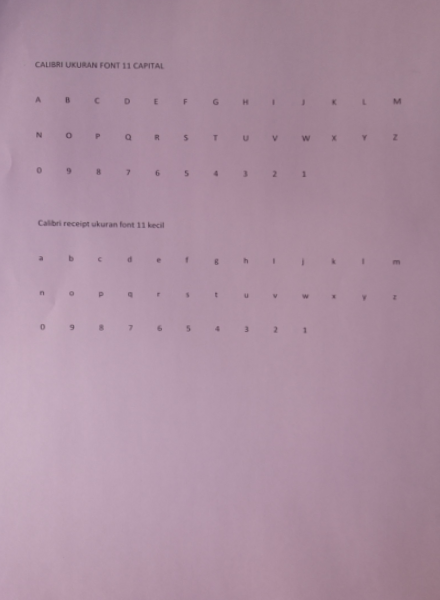 CALIBRI UKURAN FONT 11 CAPITAL
A B C D E F G H I J K L M
N O P Q R S T U V W X Y Z
0 9 8 7 6 5 4 3 2 1
Calibri receipt ukuran font 11 kecil
a b c d e f g h i j k l m
n o p q r s t u v w x y z
0 9 8 7 6 5 4 3 2 1